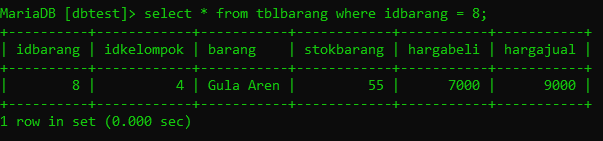 MariaDB [dbtest]> select * from tblbarang where idbarang = 8;
+----------+------------+-----------+------------+-----------+-----------+
| idbarang | idkelompok | barang    | stokbarang | hargabeli | hargajual |
+----------+------------+-----------+------------+-----------+-----------+
|        8 |          4 | Gula Aren |         55 |      7000 |      9000 |
+----------+------------+-----------+------------+-----------+-----------+
1 row in set (0.000 sec)